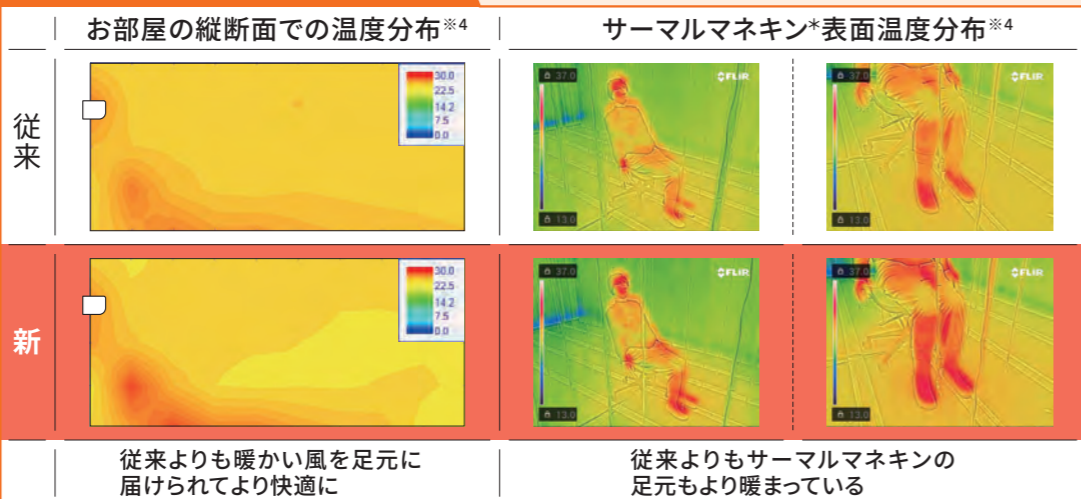 お部屋の縦断面での温度分布※4
サーマルマネキン*表面温度分布※4
従来
30.0
22.5
14.2
7.5
0.0
37.0
FLIR
13.0
37.0
FLIR
13.0
新
30.0
22.5
14.2
7.5
0.0
37.0
FLIR
13.0
37.0
FLIR
13.0
従来よりも暖かい風を足元に
届けられてより快適に
従来よりもサーマルマネキンの
足元もより暖まっている